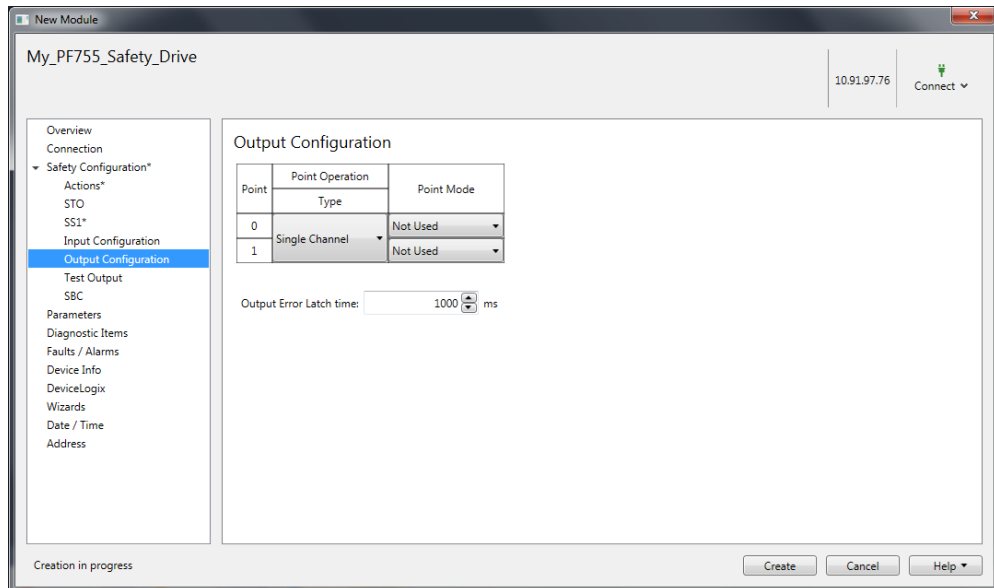 New Module
My_PF755_Safety_Drive
10.91.97.76
Connect
Overview
Connection
Safety Configuration*
Actions*
STO
SS1*
Input Configuration
Output Configuration
Test Output
SBC
Parameters
Diagnostic Items
Faults / Alarms
Device Info
DeviceLogix
Wizards
Date / Time
Address
Output Configuration
Point
Point Operation
Type
Point Mode
0
Single Channel
Not Used
1
Not Used
Output Error Latch time: 1000 ms
Creation in progress
Create
Cancel
Help